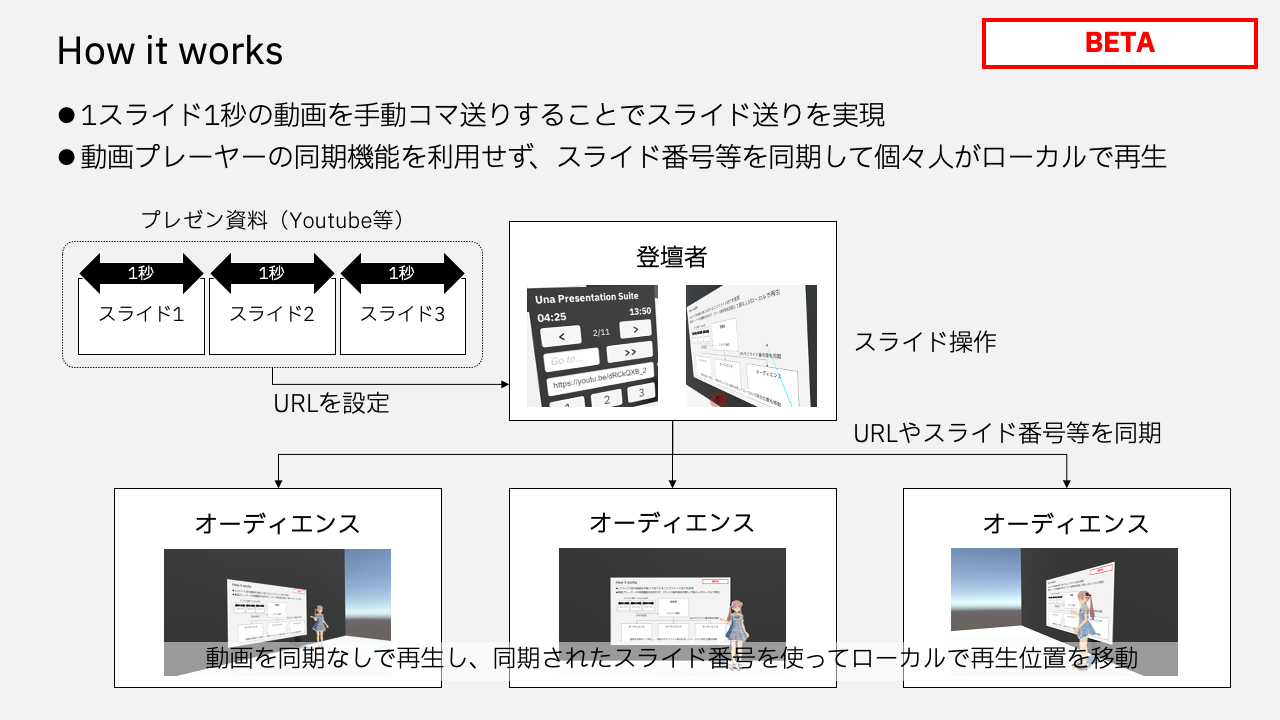 How it works
BETA
●1スライド1秒の動画を手動コマ送りすることでスライド送りを実現
●動画プレーヤーの同期機能を利用せず、スライド番号等を同期して個々人がローカルで再生
プレゼン資料（Youtube等）
1秒 1秒 1秒
スライド1 スライド2 スライド3
URLを設定
登壇者
Una Presentation Suite
04:25 13:50
< 2/11 >
Go to... >>
https://youtu.be/dRCkQXB_2
1 2 3
スライド操作
URLやスライド番号等を同期
オーディエンス オーディエンス オーディエンス
How it works
動画を同期なしで再生し、同期されたスライド番号を使ってローカルで再生位置を移動